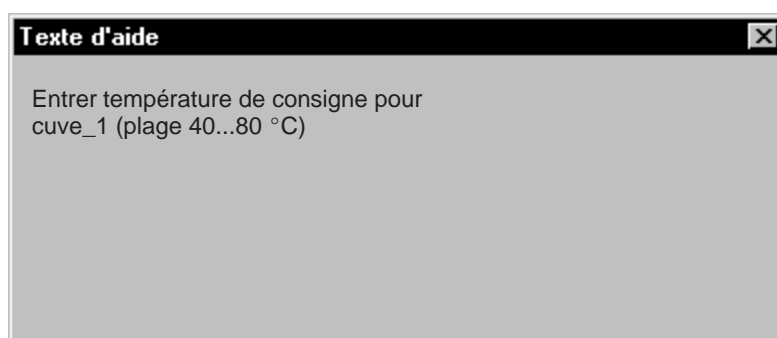 Texte d'aide
Entrer température de consigne pour
cuve_1 (plage 40...80 °C)